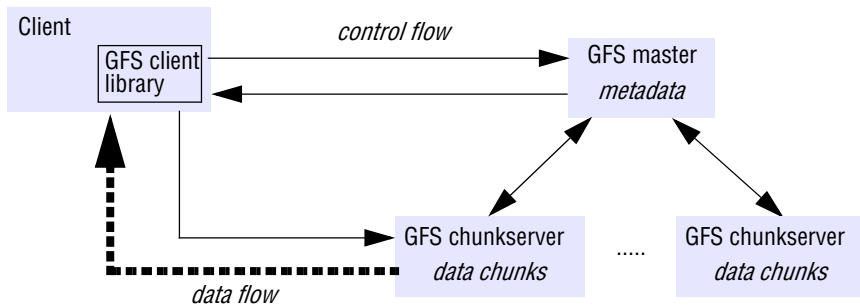 Client
GFS client
library
control flow
GFS master
metadata
GFS chunkserver
data chunks
.....
GFS chunkserver
data chunks
data flow